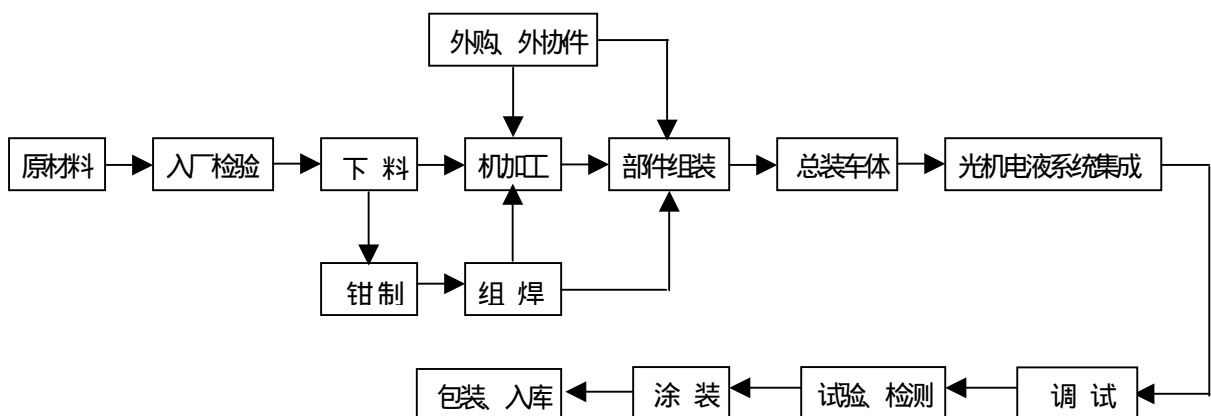 外购、外协件
原材料
入厂检验
下 料
机加工
部件组装
总装车体
光机电液系统集成
钳制
组 焊
包装、入库
涂 装
试验、检测
调 试